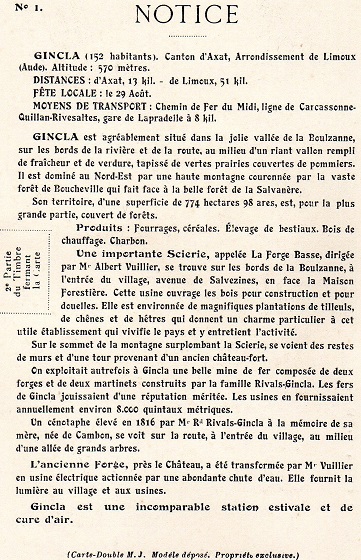 No 1.
NOTICE
GINCLA (152 habitants). Canton d'Axat, Arrondissement de Limoux
(Aude). Altitude : 570 mètres.
DISTANCES : d'Axat, 13 kil. - de Limoux, 51 kil.
FÊTE LOCALE : le 29 Août.
MOYENS DE TRANSPORT : Chemin de Fer du Midi, ligne de Carcassonne-
Quillan-Rivesaltes, gare de Lapradelle à 8 kil.
GINCLA est agréablement situé dans la jolie vallée de la Boulzanne,
sur les bords de la rivière et de la route, au milieu d'un riant vallon rempli
de fraîcheur et de verdure, tapissé de vertes prairies couvertes de pommiers.
Il est dominé au Nord-Est par une haute montagne couronnée par la vaste
forêt de Boucheville qui fait face à la belle forêt de la Salvanère.
Son territoire, d'une superficie de 774 hectares 98 ares, est, pour la plus
grande partie, couvert de forêts.
Produits : Fourrages, céréales. Élevage de bestiaux. Bois de
chauffage. Charbon.
Une importante Scierie, appelée La Forge Basse, dirigée
par Mr Albert Vuillier, se trouve sur les bords de la Boulzanne, à
l'entrée du village, avenue de Salvezines, en face la Maison
Forestière. Cette usine ouvrage les bois pour construction et pour
douelles. Elle est environnée de magnifiques plantations de tilleuls,
de chênes et de hêtres qui donnent un charme particulier à cet
utile établissement qui vivifie le pays et y entretient l'activité.
Sur le sommet de la montagne surplombant la Scierie, se voient des restes
de murs et d'une tour provenant d'un ancien château-fort.
On exploitait autrefois à Gincla une belle mine de fer composée de deux
forges et de deux martinets construits par la famille Rivals-Gincla. Les fers
de Gincla jouissaient d'une réputation méritée. Les usines en fournissaient
annuellement environ 8.000 quintaux métriques.
Un cénotaphe élevé en 1816 par Mr Rd Rivals-Gincla à la mémoire de sa
mère, née de Cambon, se voit sur la route, à l'entrée du village, au milieu
d'une allée de grands arbres.
L'ancienne Forge, près le Château, a été transformée par Mr Vuillier
en usine électrique actionnée par une abondante chute d'eau. Elle fournit la
lumière au village et aux usines.
Gincla est une incomparable station estivale et de
cure d'air.
(Carte-Double M. J. Modèle déposé. Propriété exclusive.)
2e Partie
du Timbre
fermant
la Carte